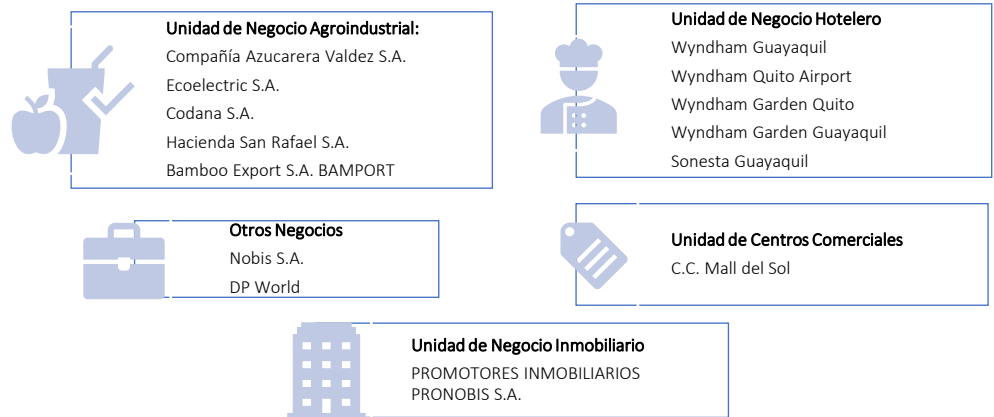 Unidad de Negocio Agroindustrial:
Compañía Azucarera Valdez S.A.
Ecoelectric S.A.
Codana S.A.
Hacienda San Rafael S.A.
Bamboo Export S.A. BAMPORT
Unidad de Negocio Hotelero
Wyndham Guayaquil
Wyndham Quito Airport
Wyndham Garden Quito
Wyndham Garden Guayaquil
Sonesta Guayaquil
Otros Negocios
Nobis S.A.
DP World
Unidad de Centros Comerciales
C.C. Mall del Sol
Unidad de Negocio Inmobiliario
PROMOTORES INMOBILIARIOS
PRONOBIS S.A.